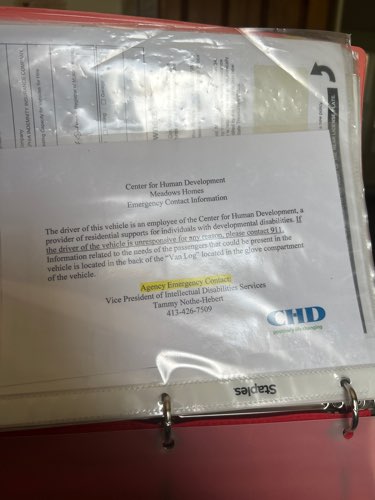 Center for Human Development
Meadows Homes
Emergency Contact Information
The driver of this vehicle is an employee of the Center for Human Development, a
provider of residential supports for individuals with developmental disabilities. If
the driver of the vehicle is unresponsive for any reason, please contact 911.
Information related to the needs of the passengers that could be present in the
vehicle is located in the back of the "Van Log" located in the glove compartment
of the vehicle.
Agency Emergency Contact:
Vice President of Intellectual Disabilities Services
Tammy Nothe-Hebert
413-426-7509
CHD
Staples